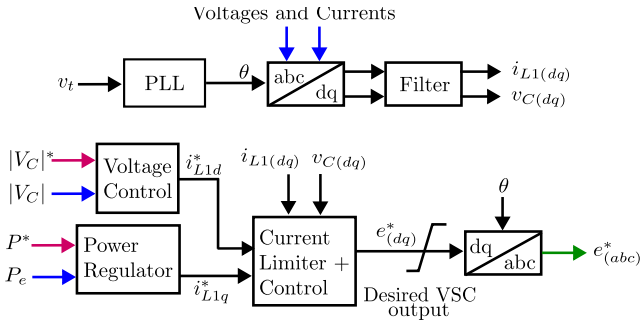 Voltages and Currents
v_t
PLL
θ
abc
dq
Filter
i_{L1(dq)}
v_{C(dq)}
|V_C|^*
|V_C|
Voltage
Control
i^*_{L1d}
i_{L1(dq)}
v_{C(dq)}
P^*
P_e
Power
Regulator
i^*_{L1q}
Current
Limiter +
Control
e^*_{(dq)}
Desired VSC
output
θ
dq
abc
e^*_{(abc)}